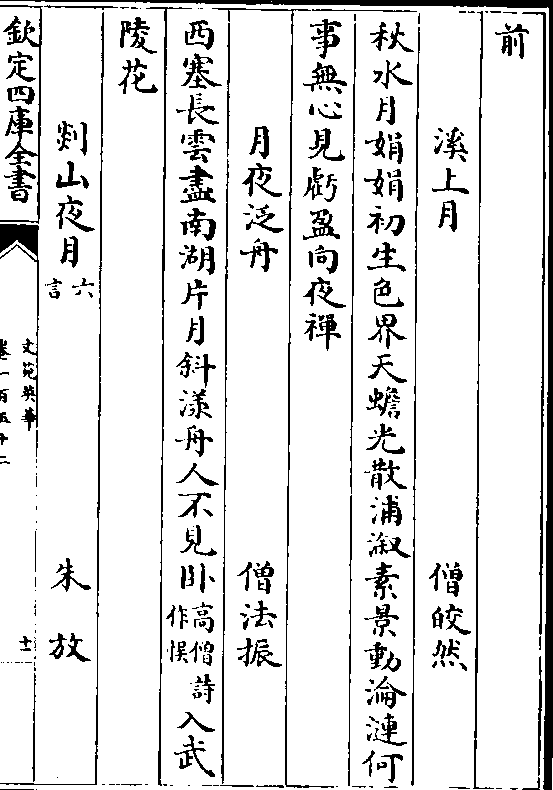 前
溪上月 僧皎然
秋水月娟娟初生色界天蟾光散浦溆素景動淪漣何
事無心見虧盈向夜禪
月夜泛舟 僧法振
西塞長雲盡南湖片月斜漾舟人不見卧高僧詩作悮入武
陵花
剡山夜月六言 朱放
欽定四庫全書 文苑英華 卷一百五十二 十一